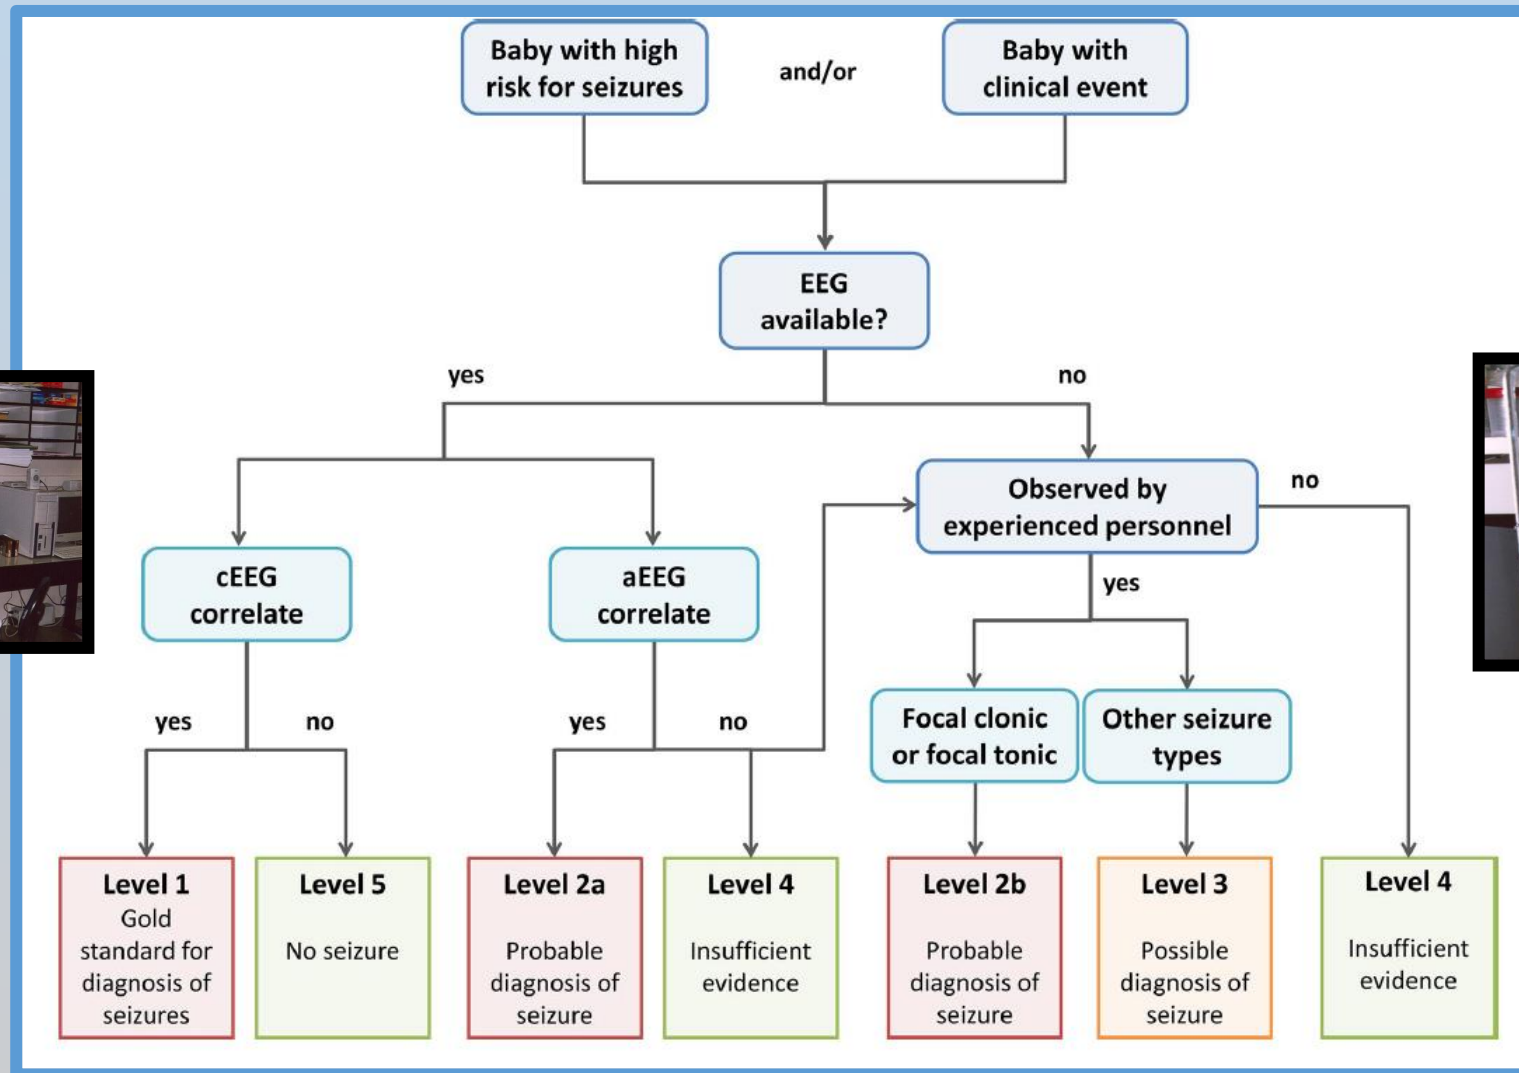 Baby with high
risk for seizures
and/or
Baby with
clinical event
EEG
available?
yes
no
Observed by
experienced personnel
no
cEEG
correlate
aEEG
correlate
yes
yes
no
yes
no
Focal clonic
or focal tonic
Other seizure
types
Level 1
Gold
standard for
diagnosis of
seizures
Level 5
No seizure
Level 2a
Probable
diagnosis of
seizure
Level 4
Insufficient
evidence
Level 2b
Probable
diagnosis of
seizure
Level 3
Possible
diagnosis of
seizure
Level 4
Insufficient
evidence